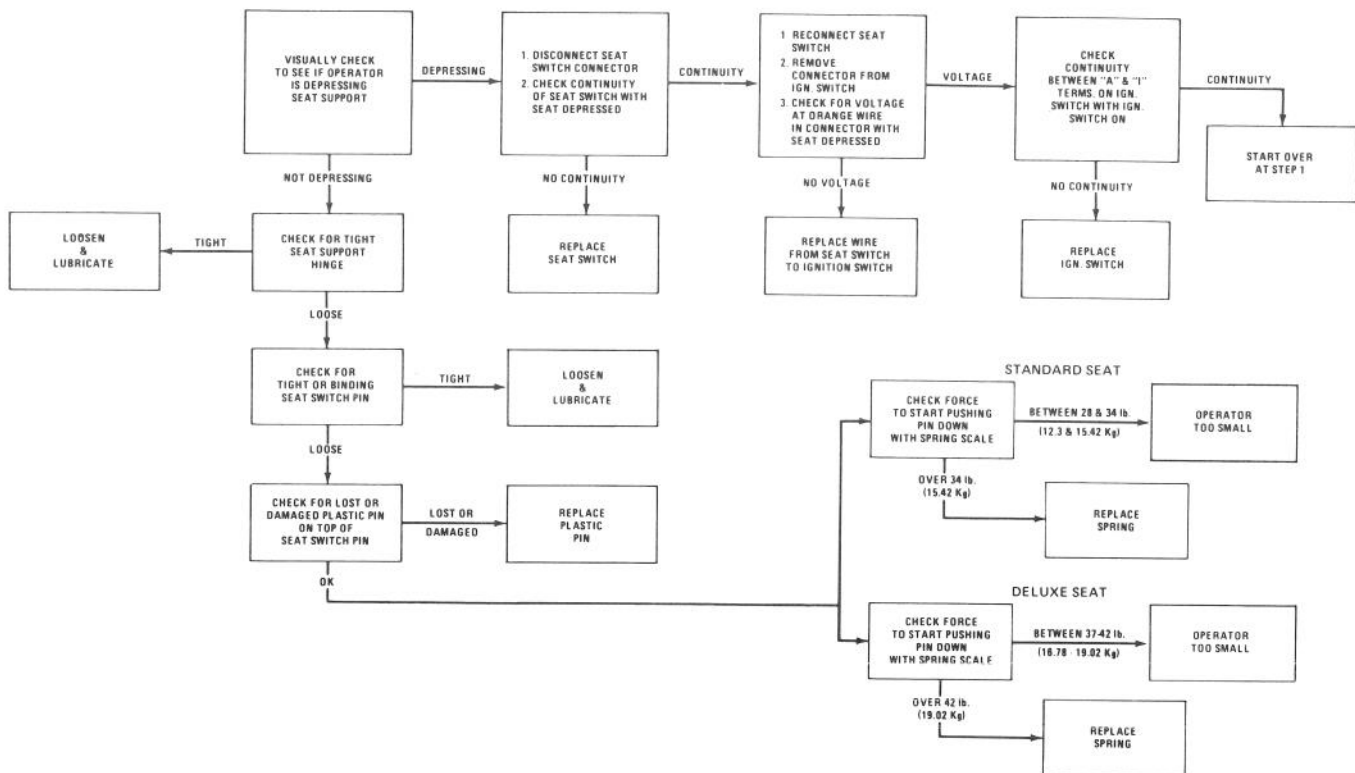 VISUALLY CHECK
TO SEE IF OPERATOR
IS DEPRESSING
SEAT SUPPORT
DEPRESSING
1. DISCONNECT SEAT
SWITCH CONNECTOR
2. CHECK CONTINUITY
OF SEAT SWITCH WITH
SEAT DEPRESSED
CONTINUITY
1 RECONNECT SEAT
SWITCH
2. REMOVE
CONNECTOR FROM
IGN. SWITCH
3. CHECK FOR VOLTAGE
AT ORANGE WIRE
IN CONNECTOR WITH
SEAT DEPRESSED
VOLTAGE
CHECK
CONTINUITY
BETWEEN "A" & "I"
TERMS. ON IGN.
SWITCH WITH IGN.
SWITCH ON
CONTINUITY
START OVER
AT STEP 1
NOT DEPRESSING
NO CONTINUITY
NO VOLTAGE
NO CONTINUITY
LOOSEN
&
LUBRICATE
TIGHT
CHECK FOR TIGHT
SEAT SUPPORT
HINGE
REPLACE
SEAT SWITCH
REPLACE WIRE
FROM SEAT SWITCH
TO IGNITION SWITCH
REPLACE
IGN. SWITCH
LOOSE
CHECK FOR
TIGHT OR BINDING
SEAT SWITCH PIN
TIGHT
LOOSEN
&
LUBRICATE
LOOSE
CHECK FOR LOST OR
DAMAGED PLASTIC PIN
ON TOP OF
SEAT SWITCH PIN
LOST OR
DAMAGED
REPLACE
PLASTIC
PIN
OK
STANDARD SEAT
CHECK FORCE
TO START PUSHING
PIN DOWN
WITH SPRING SCALE
BETWEEN 28 & 34 lb.
(12.3 & 15.42 Kg)
OPERATOR
TOO SMALL
OVER 34 lb.
(15.42 Kg)
REPLACE
SPRING
DELUXE SEAT
CHECK FORCE
TO START PUSHING
PIN DOWN
WITH SPRING SCALE
BETWEEN 37-42 lb.
(16.78 - 19.02 Kg)
OPERATOR
TOO SMALL
OVER 42 lb.
(19.02 Kg)
REPLACE
SPRING